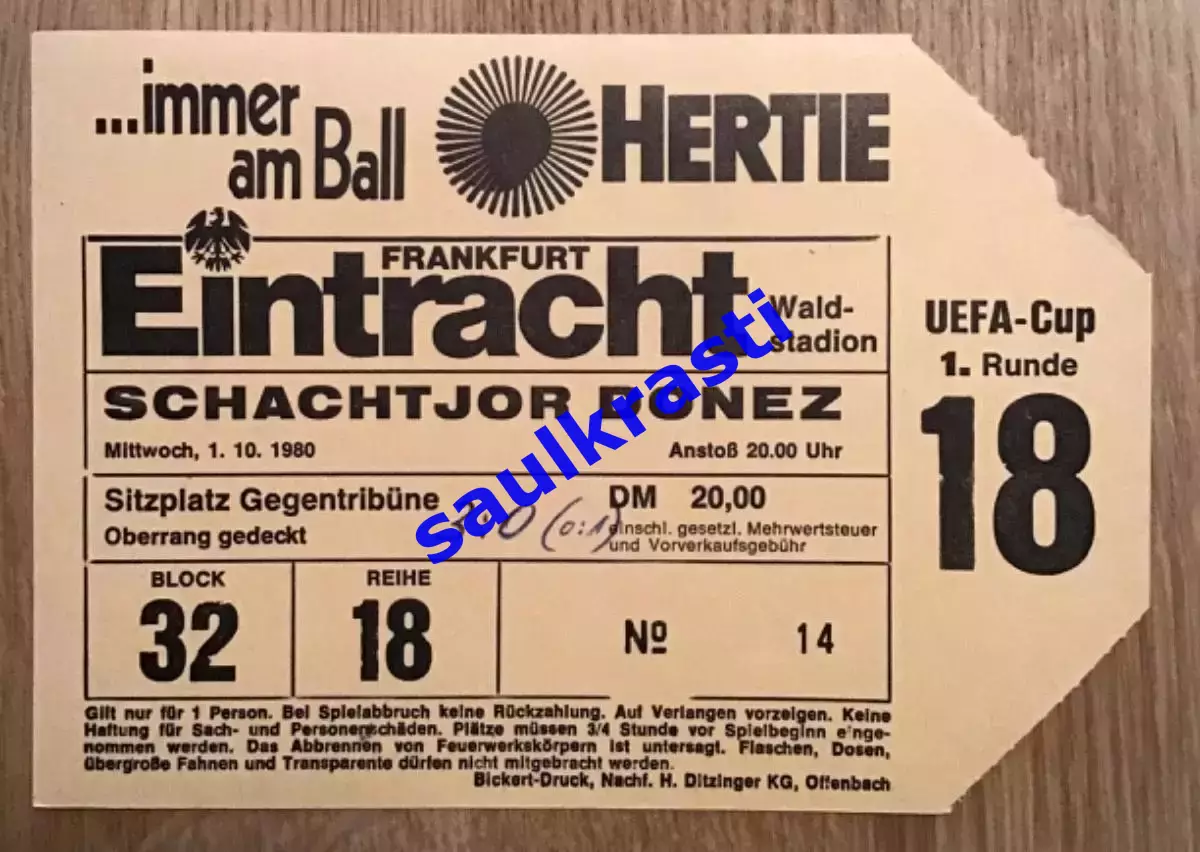 ...immer
am Ball
HERTIE
FRANKFURT
Eintracht
Wald-
stadion
UEFA-Cup
1. Runde
18
SCHACHTJOR DONEZ
Mittwoch, 1. 10. 1980
Anstoß 20.00 Uhr
saulkrasti
Sitzplatz Gegentribüne
DM 20,00
Oberrang gedeckt
:0 (0:1)
einschl. gesetzl. Mehrwertsteuer
und Vorverkaufsgebühr
BLOCK
32
REIHE
18
Nº 14
Gilt nur für 1 Person. Bei Spielabbruch keine Rückzahlung. Auf Verlangen vorzeigen. Keine
Haftung für Sach- und Personenschäden. Plätze müssen 3/4 Stunde vor Spielbeginn einge-
nommen werden. Das Abbrennen von Feuerwerkskörpern ist untersagt. Flaschen, Dosen,
übergroße Fahnen und Transparente dürfen nicht mitgebracht werden.
Bickert-Druck, Nachf. H. Ditzinger KG, Offenbach